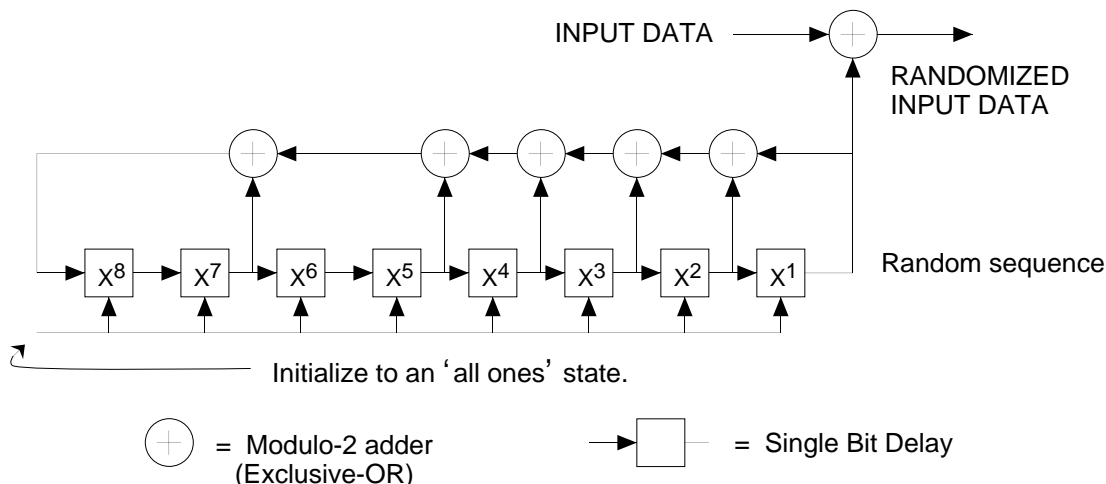 INPUT DATA
RANDOMIZED
INPUT DATA
X8 X7 X6 X5 X4 X3 X2 X1
Random sequence
Initialize to an ‘all ones’ state.
= Modulo-2 adder
(Exclusive-OR)
= Single Bit Delay